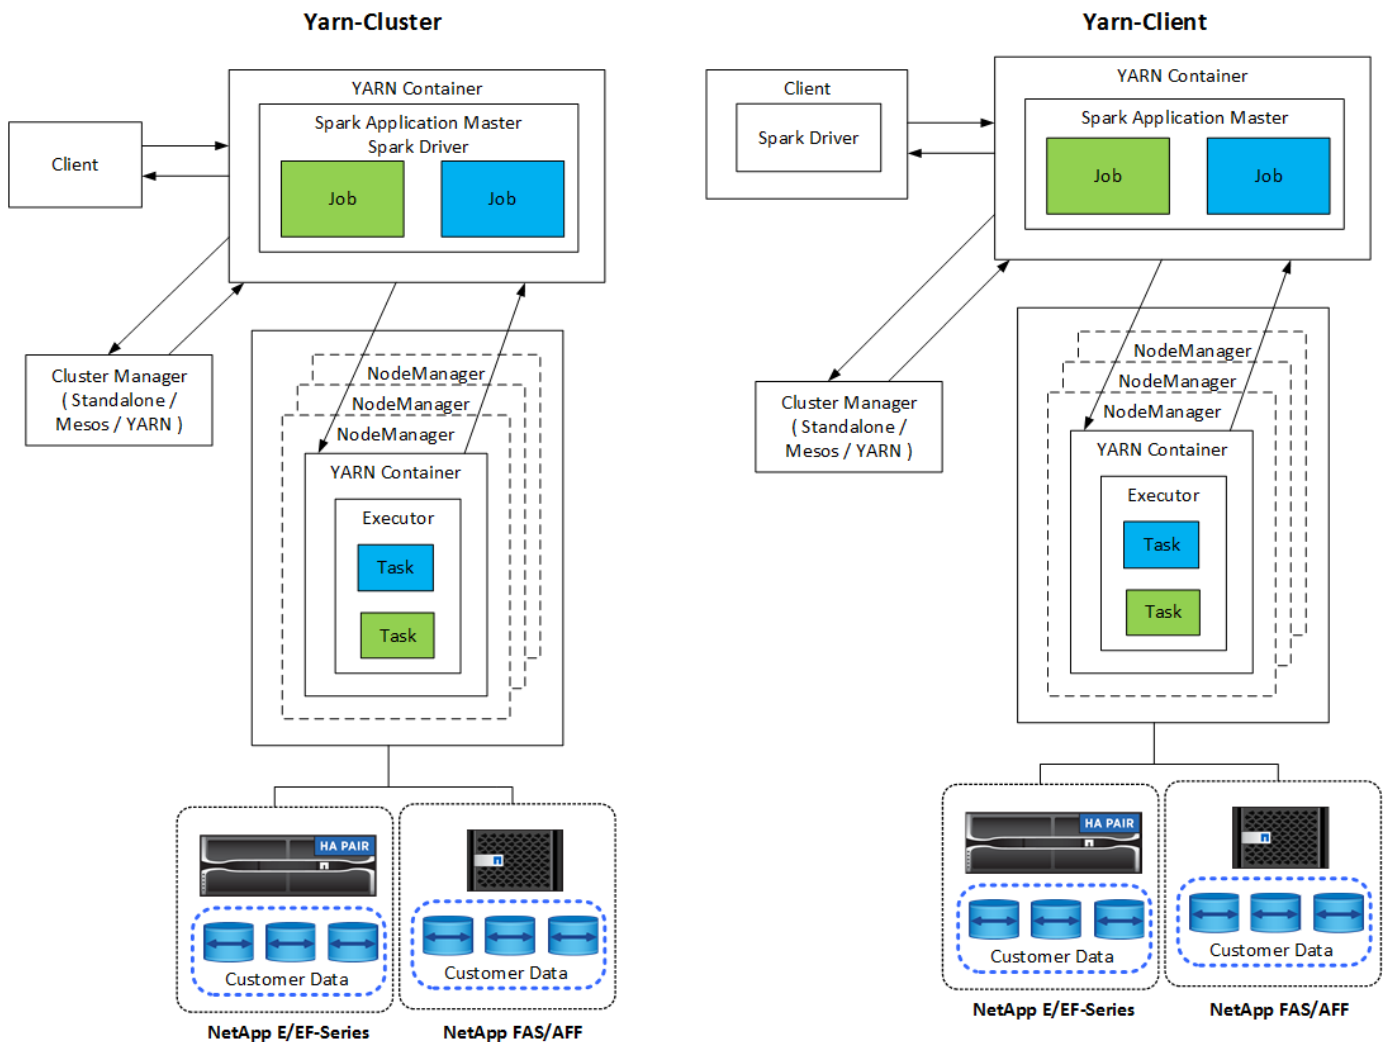 Yarn-Cluster
YARN Container
Spark Application Master
Spark Driver
Job
Job
Client
Cluster Manager
( Standalone /
Mesos / YARN )
NodeManager
NodeManager
NodeManager
YARN Container
Executor
Task
Task
HA PAIR
Customer Data
Customer Data
NetApp E/EF-Series
NetApp FAS/AFF
Yarn-Client
Client
Spark Driver
YARN Container
Spark Application Master
Job
Job
Cluster Manager
( Standalone /
Mesos / YARN )
NodeManager
NodeManager
NodeManager
YARN Container
Executor
Task
Task
HA PAIR
Customer Data
Customer Data
NetApp E/EF-Series
NetApp FAS/AFF